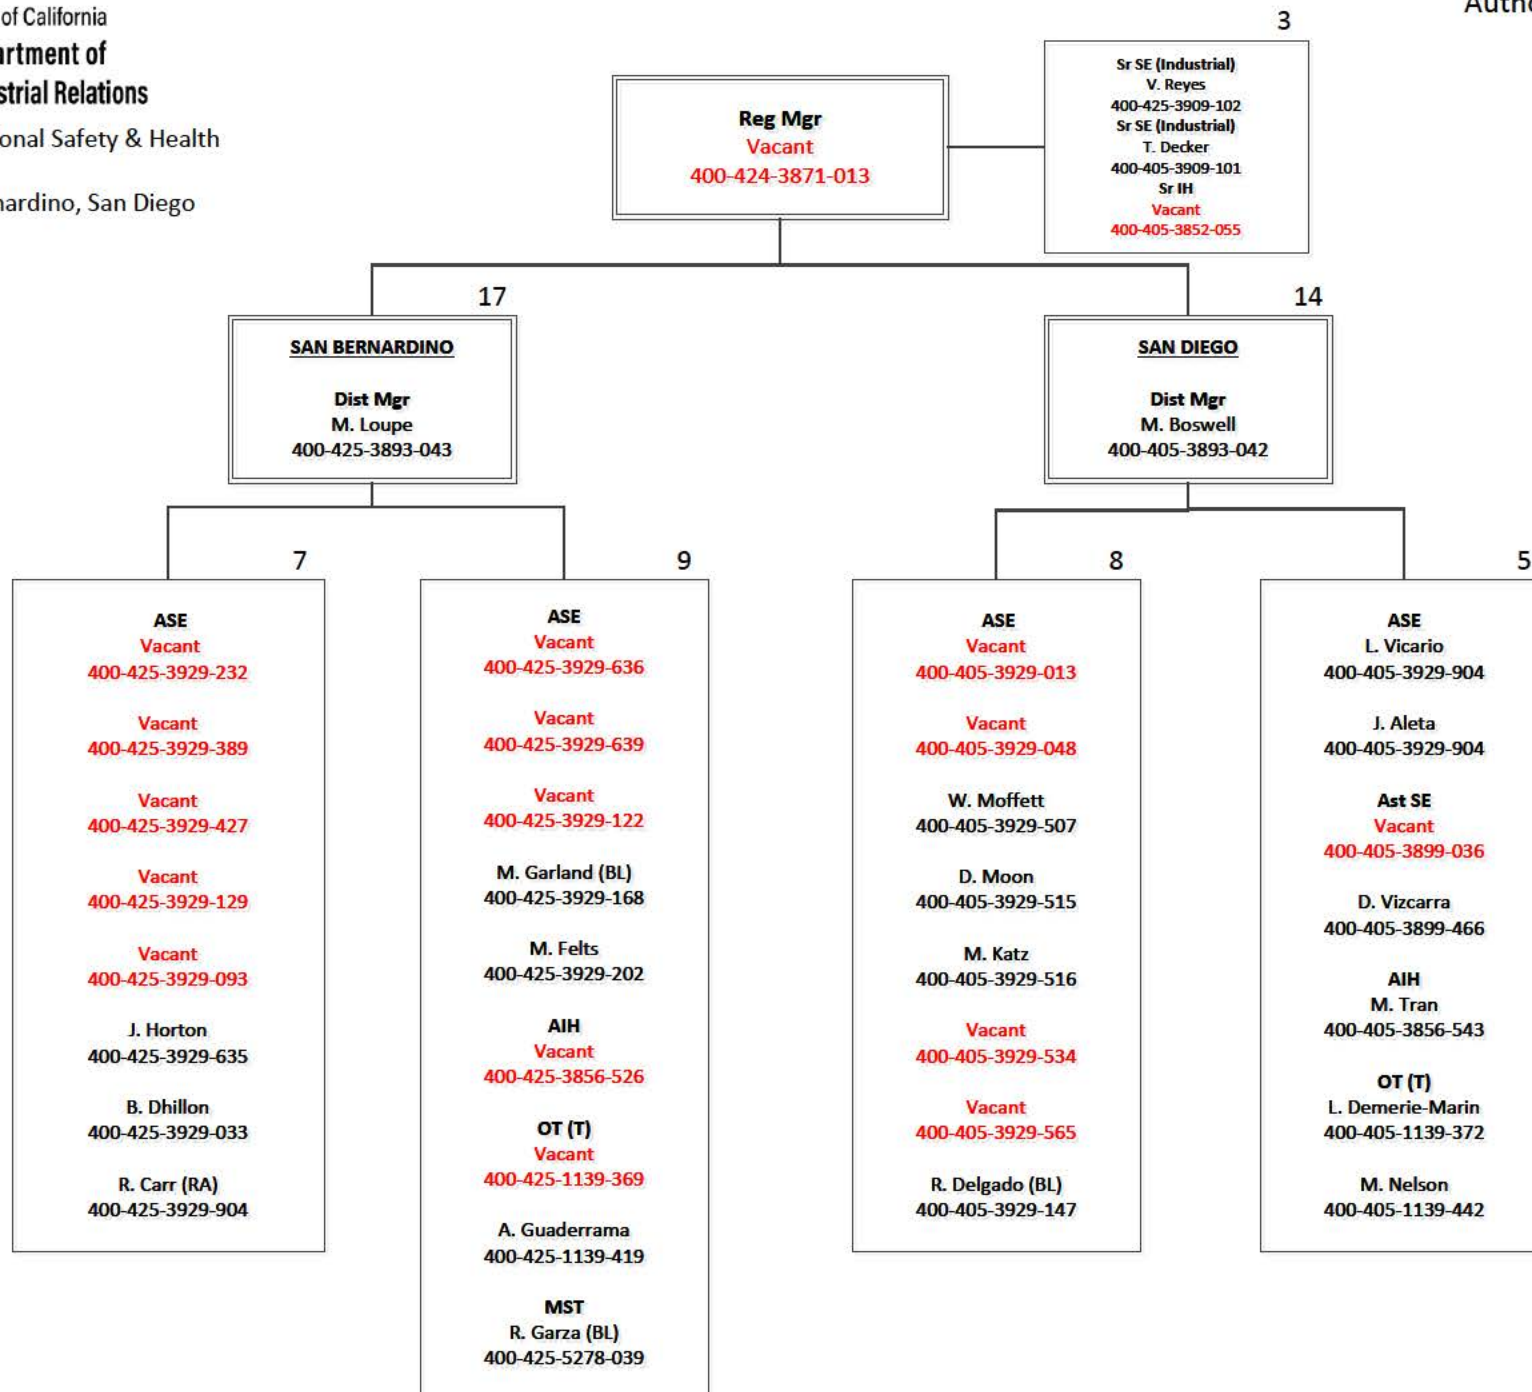 of California
artment of
strial Relations
onal Safety & Health
nardino, San Diego
Autho
3
Sr SE (Industrial)
V. Reyes
400-425-3909-102
Sr SE (Industrial)
T. Decker
400-405-3909-101
Sr IH
Vacant
400-405-3852-055
Reg Mgr
Vacant
400-424-3871-013
17
SAN BERNARDINO
Dist Mgr
M. Loupe
400-425-3893-043
14
SAN DIEGO
Dist Mgr
M. Boswell
400-405-3893-042
7
ASE
Vacant
400-425-3929-232
Vacant
400-425-3929-389
Vacant
400-425-3929-427
Vacant
400-425-3929-129
Vacant
400-425-3929-093
J. Horton
400-425-3929-635
B. Dhillon
400-425-3929-033
R. Carr (RA)
400-425-3929-904
9
ASE
Vacant
400-425-3929-636
Vacant
400-425-3929-639
Vacant
400-425-3929-122
M. Garland (BL)
400-425-3929-168
M. Felts
400-425-3929-202
AIH
Vacant
400-425-3856-526
OT (T)
Vacant
400-425-1139-369
A. Guaderrama
400-425-1139-419
MST
R. Garza (BL)
400-425-5278-039
8
ASE
Vacant
400-405-3929-013
Vacant
400-405-3929-048
W. Moffett
400-405-3929-507
D. Moon
400-405-3929-515
M. Katz
400-405-3929-516
Vacant
400-405-3929-534
Vacant
400-405-3929-565
R. Delgado (BL)
400-405-3929-147
5
ASE
L. Vicario
400-405-3929-904
J. Aleta
400-405-3929-904
Ast SE
Vacant
400-405-3899-036
D. Vizcarra
400-405-3899-466
AIH
M. Tran
400-405-3856-543
OT (T)
L. Demerie-Marin
400-405-1139-372
M. Nelson
400-405-1139-442